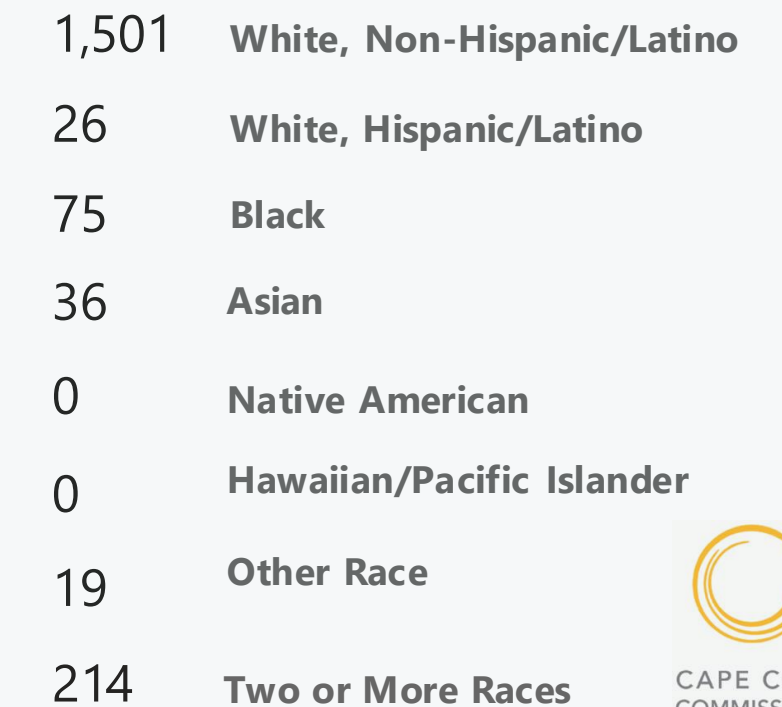 1,501 White, Non-Hispanic/Latino
26 White, Hispanic/Latino
75 Black
36 Asian
0 Native American
0 Hawaiian/Pacific Islander
19 Other Race
214 Two or More Races
CAPE C
COMMISS